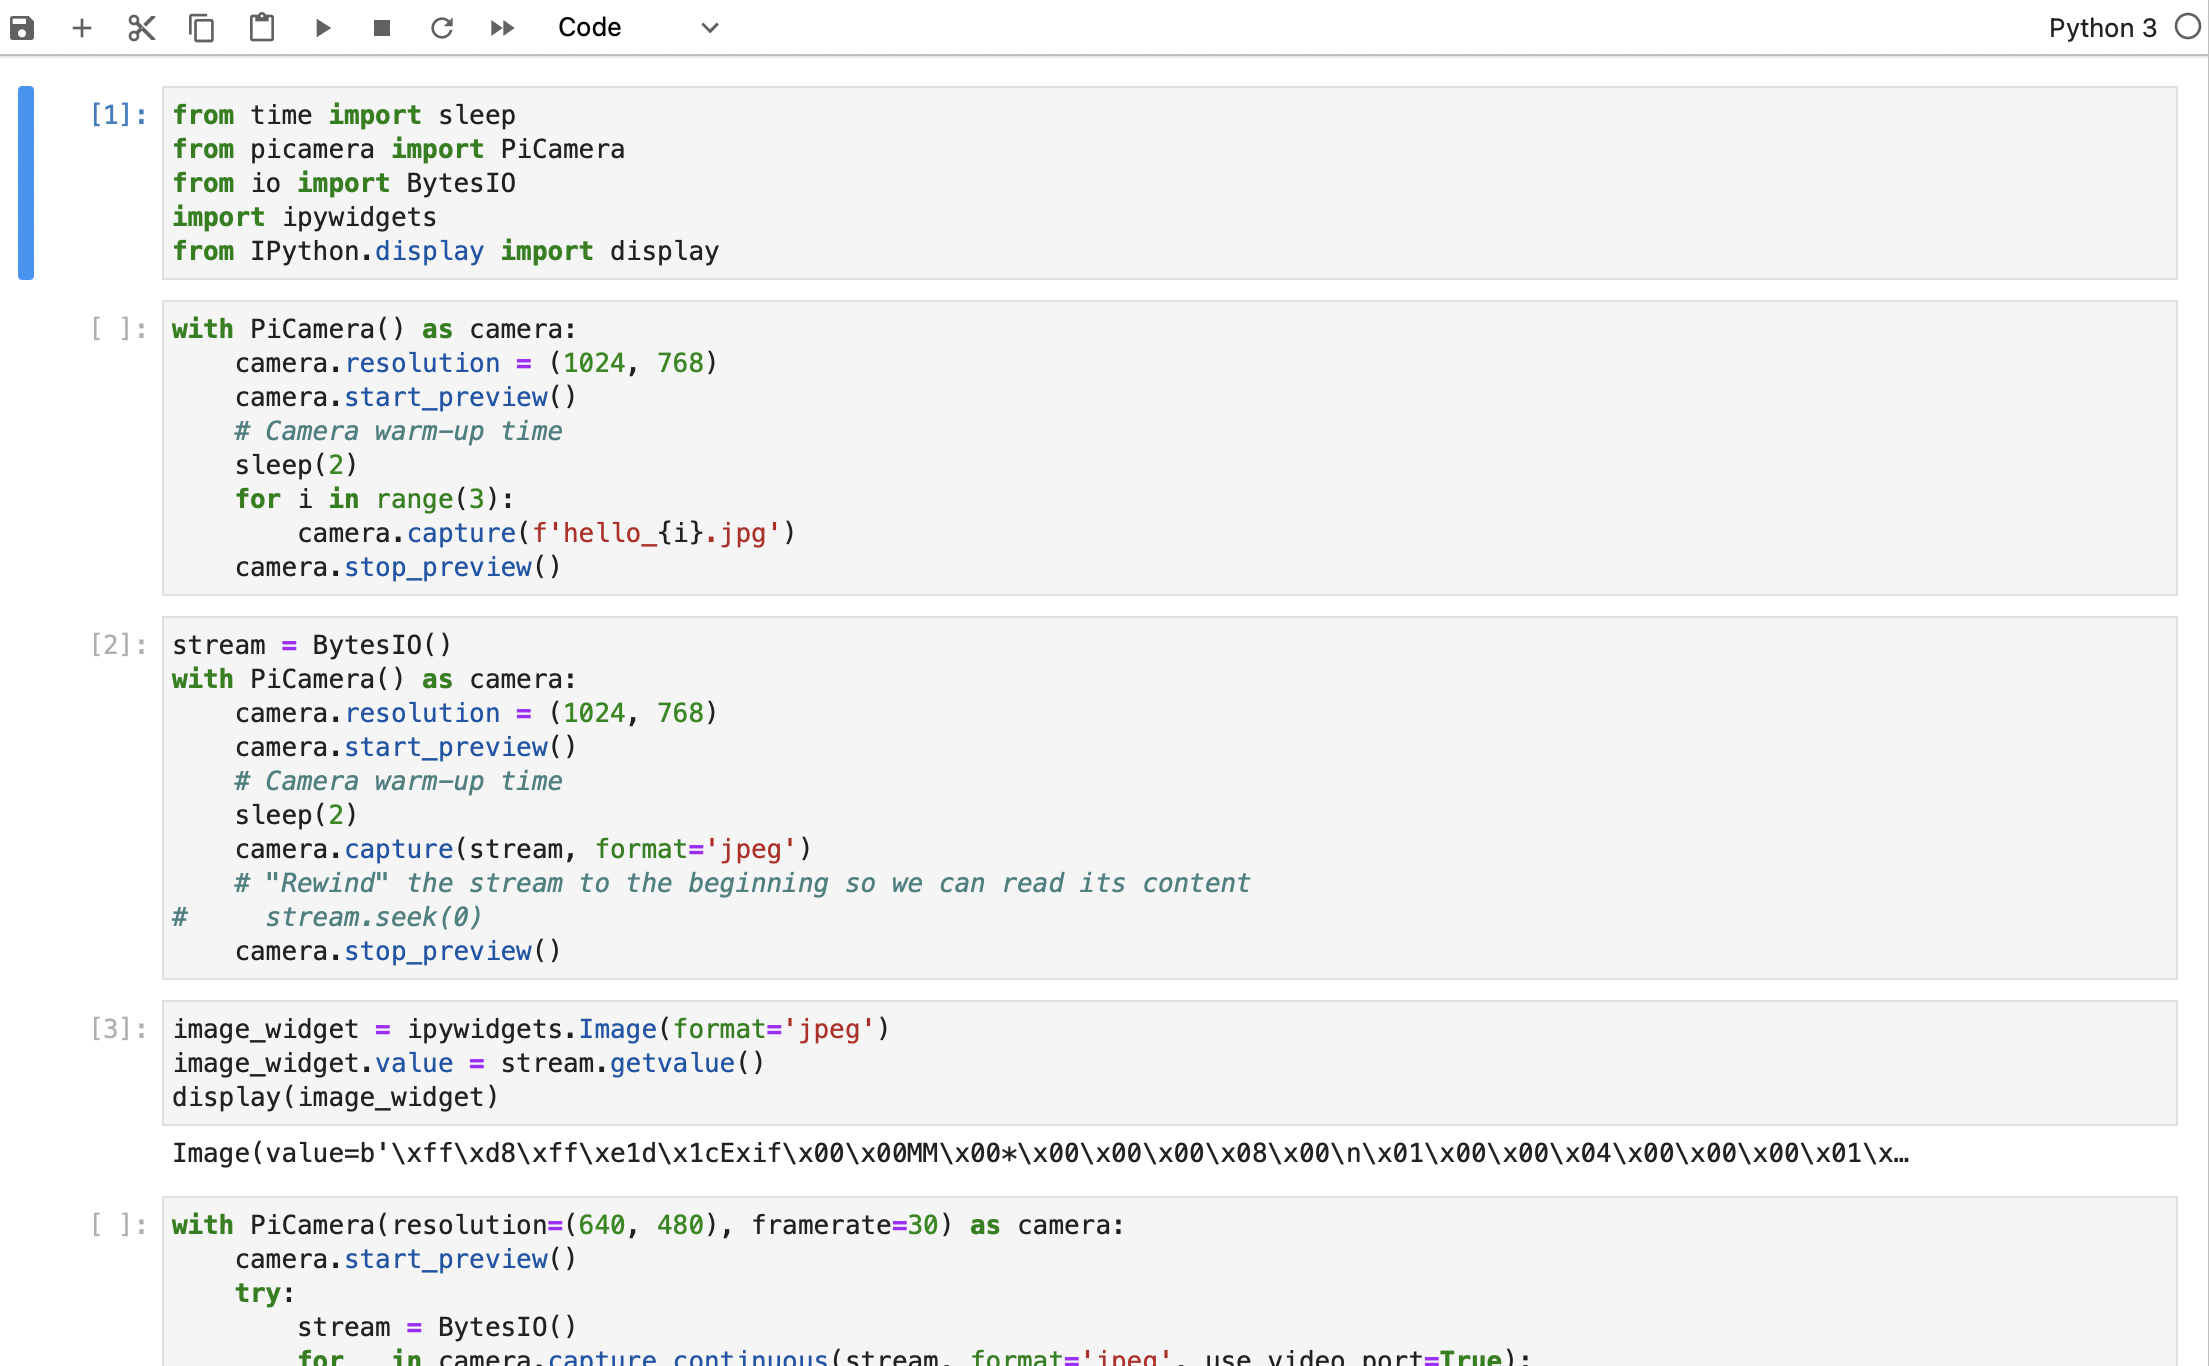 Code
Python 3
[1]:
from time import sleep
from picamera import PiCamera
from io import BytesIO
import ipywidgets
from IPython.display import display
[ ]:
with PiCamera() as camera:
    camera.resolution = (1024, 768)
    camera.start_preview()
    # Camera warm-up time
    sleep(2)
    for i in range(3):
        camera.capture(f'hello_{i}.jpg')
    camera.stop_preview()
[2]:
stream = BytesIO()
with PiCamera() as camera:
    camera.resolution = (1024, 768)
    camera.start_preview()
    # Camera warm-up time
    sleep(2)
    camera.capture(stream, format='jpeg')
    # "Rewind" the stream to the beginning so we can read its content
#     stream.seek(0)
    camera.stop_preview()
[3]:
image_widget = ipywidgets.Image(format='jpeg')
image_widget.value = stream.getvalue()
display(image_widget)
Image(value=b'\xff\xd8\xff\xe1d\x1cExif\x00\x00MM\x00*\x00\x00\x00\x08\x00\n\x01\x00\x00\x04\x00\x00\x00\x01\x…
[ ]:
with PiCamera(resolution=(640, 480), framerate=30) as camera:
    camera.start_preview()
    try:
        stream = BytesIO()
        for _ in camera.capture_continuous(stream, format='jpeg', use_video_port=True):